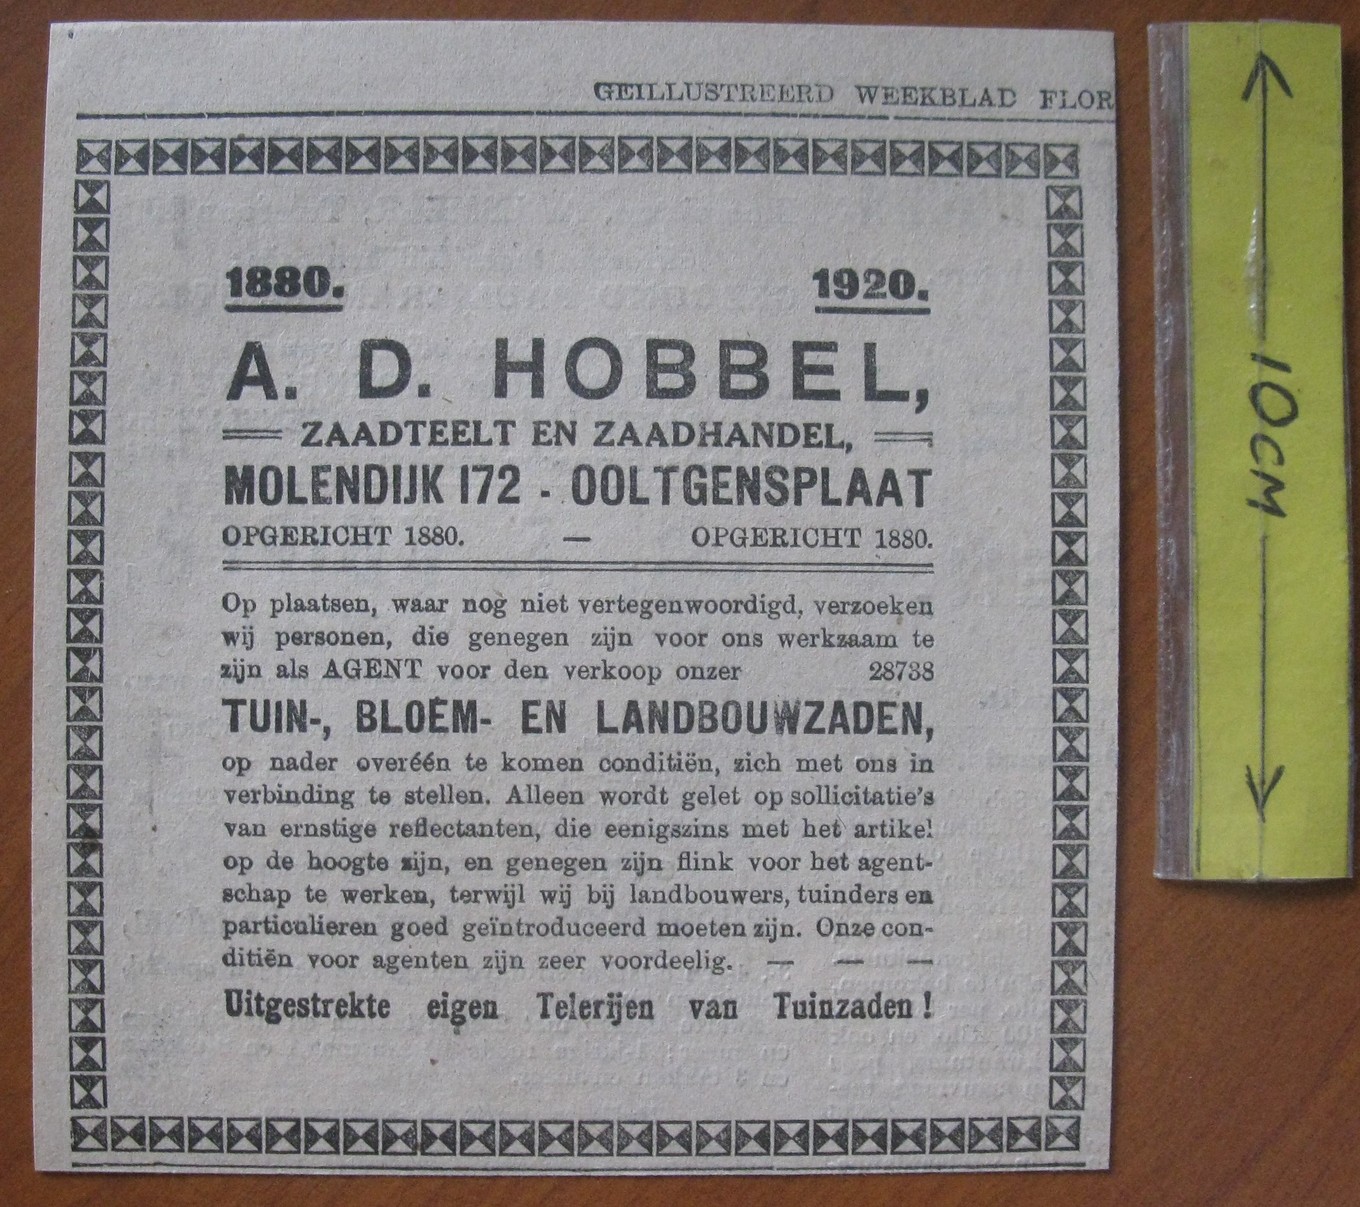 GEILLUSTREERD WEEKBLAD FLOR
1880. 1920.
A. D. HOBBEL,
ZAADTEELT EN ZAADHANDEL,
MOLENDIJK 172 - OOLTGENSPLAAT
OPGERICHT 1880. — OPGERICHT 1880.
Op plaatsen, waar nog niet vertegenwoordigd, verzoeken
wij personen, die genegen zijn voor ons werkzaam te
zijn als AGENT voor den verkoop onzer 28738
TUIN-, BLOEM- EN LANDBOUWZADEN,
op nader overéén te komen conditiën, zich met ons in
verbinding te stellen. Alleen wordt gelet op sollicitatie's
van ernstige reflectanten, die eenigszins met het artikel
op de hoogte zijn, en genegen zijn flink voor het agent-
schap te werken, terwijl wij bij landbouwers, tuinders en
particulieren goed geïntroduceerd moeten zijn. Onze con-
ditiën voor agenten zijn zeer voordeelig. — — —
Uitgestrekte eigen Telerijen van Tuinzaden!
10CM